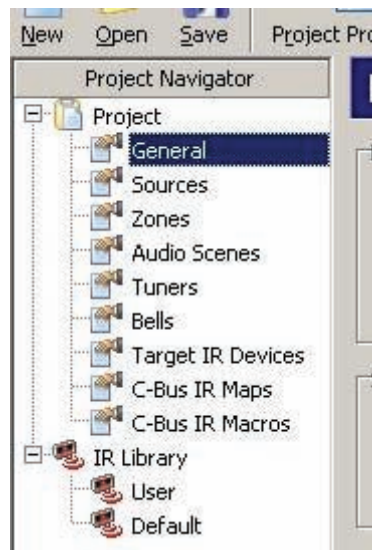 New Open Save Project Pro
Project Navigator
Project
General
Sources
Zones
Audio Scenes
Tuners
Bells
Target IR Devices
C-Bus IR Maps
C-Bus IR Macros
IR Library
User
Default